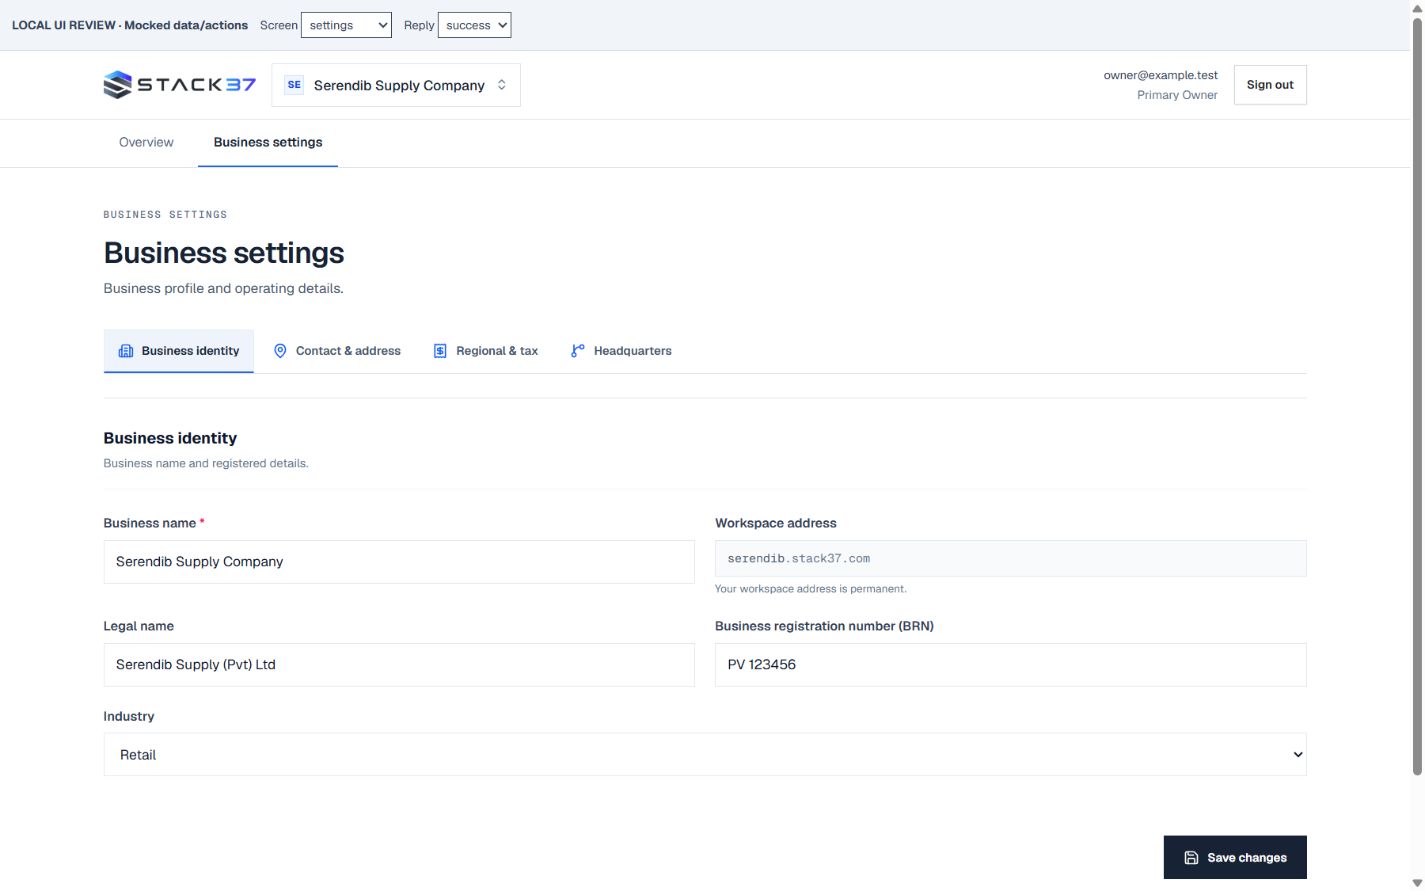 LOCAL UI REVIEW · Mocked data/actions Screen settings Reply success
STACK37 SE Serendib Supply Company
owner@example.test
Primary Owner
Sign out
Overview Business settings
BUSINESS SETTINGS
Business settings
Business profile and operating details.
Business identity Contact & address Regional & tax Headquarters
Business identity
Business name and registered details.
Business name * Workspace address
Serendib Supply Company serendib.stack37.com
Your workspace address is permanent.
Legal name Business registration number (BRN)
Serendib Supply (Pvt) Ltd PV 123456
Industry
Retail
Save changes